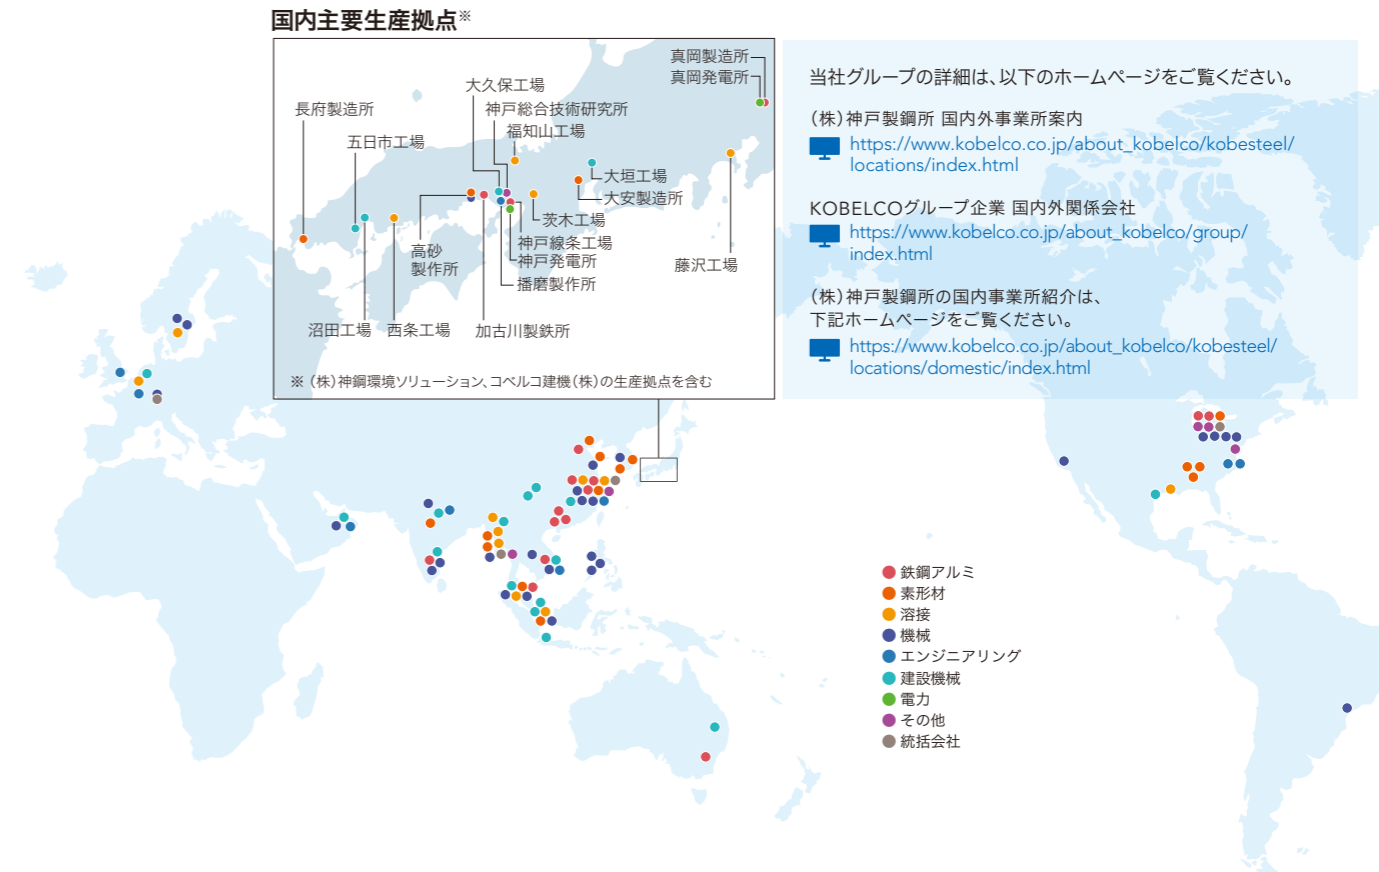 国内主要生産拠点※
真岡製造所
真岡発電所
大久保工場
神戸総合技術研究所
福知山工場
長府製造所
五日市工場
大垣工場
大安製造所
茨木工場
神戸線条工場
神戸発電所
播磨製作所
高砂
製作所
藤沢工場
沼田工場
西条工場
加古川製鉄所
※ （株）神鋼環境ソリューション、コベルコ建機（株）の生産拠点を含む
当社グループの詳細は、以下のホームページをご覧ください。
（株）神戸製鋼所 国内外事業所案内
https://www.kobelco.co.jp/about_kobelco/kobesteel/
locations/index.html
KOBELCOグループ企業 国内外関係会社
https://www.kobelco.co.jp/about_kobelco/group/
index.html
（株）神戸製鋼所の国内事業所紹介は、
下記ホームページをご覧ください。
https://www.kobelco.co.jp/about_kobelco/kobesteel/
locations/domestic/index.html
鉄鋼アルミ
素形材
溶接
機械
エンジニアリング
建設機械
電力
その他
統括会社